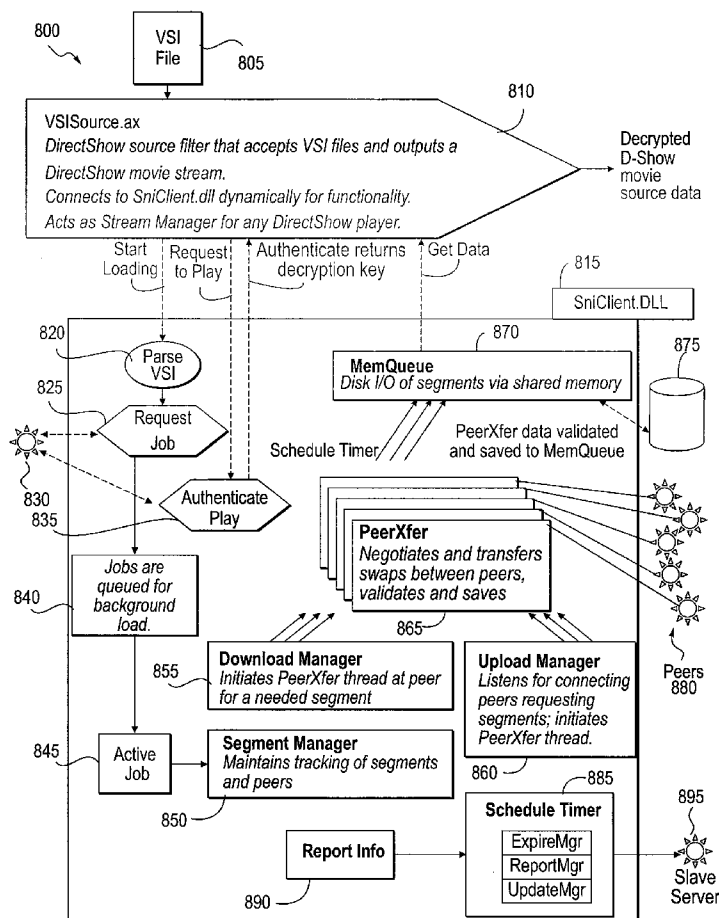 800
VSI
File
805
810
VSISource.ax
DirectShow source filter that accepts VSI files and outputs a
DirectShow movie stream.
Connects to SniClient.dll dynamically for functionality.
Acts as Stream Manager for any DirectShow player.
Decrypted
D-Show
movie
source data
Start
Loading
Request
to Play
Authenticate returns
decryption key
Get Data
815
SniClient.DLL
820
Parse
VSI
825
Request
Job
830
835
Authenticate
Play
870
MemQueue
Disk I/O of segments via shared memory
875
Schedule Timer
PeerXfer data validated
and saved to MemQueue
PeerXfer
Negotiates and transfers
swaps between peers,
validates and saves
865
Peers
880
840
Jobs are
queued for
background
load.
855
Download Manager
Initiates PeerXfer thread at peer
for a needed segment
Upload Manager
Listens for connecting
peers requesting
segments; initiates
PeerXfer thread.
860
845
Active
Job
Segment Manager
Maintains tracking of segments
and peers
850
885
Schedule Timer
ExpireMgr
ReportMgr
UpdateMgr
Report Info
890
895
Slave
Server